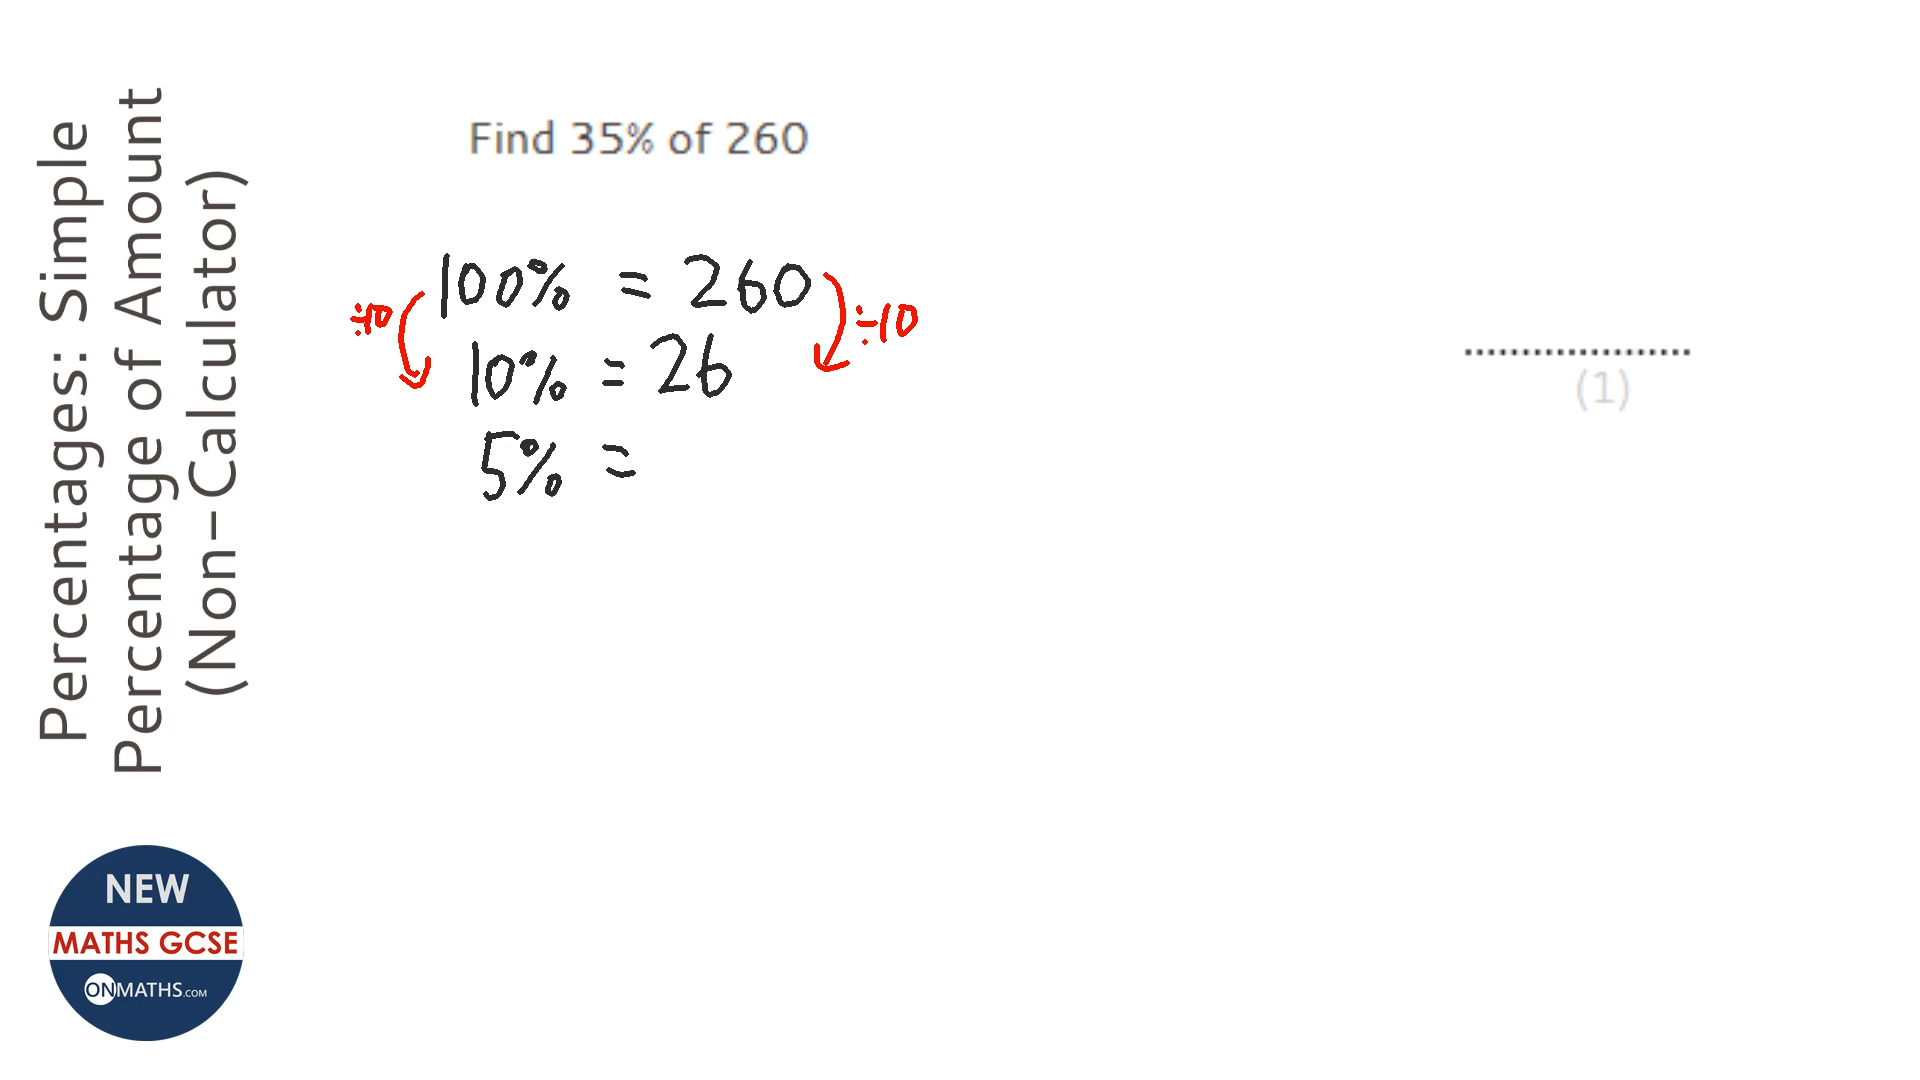 Percentages: Simple
Percentage of Amount
(Non-Calculator)
Find 35% of 260
100% = 260
÷10
÷10
10% = 26
5% =
....................
(1)
NEW
MATHS GCSE
ONMATHS.COM